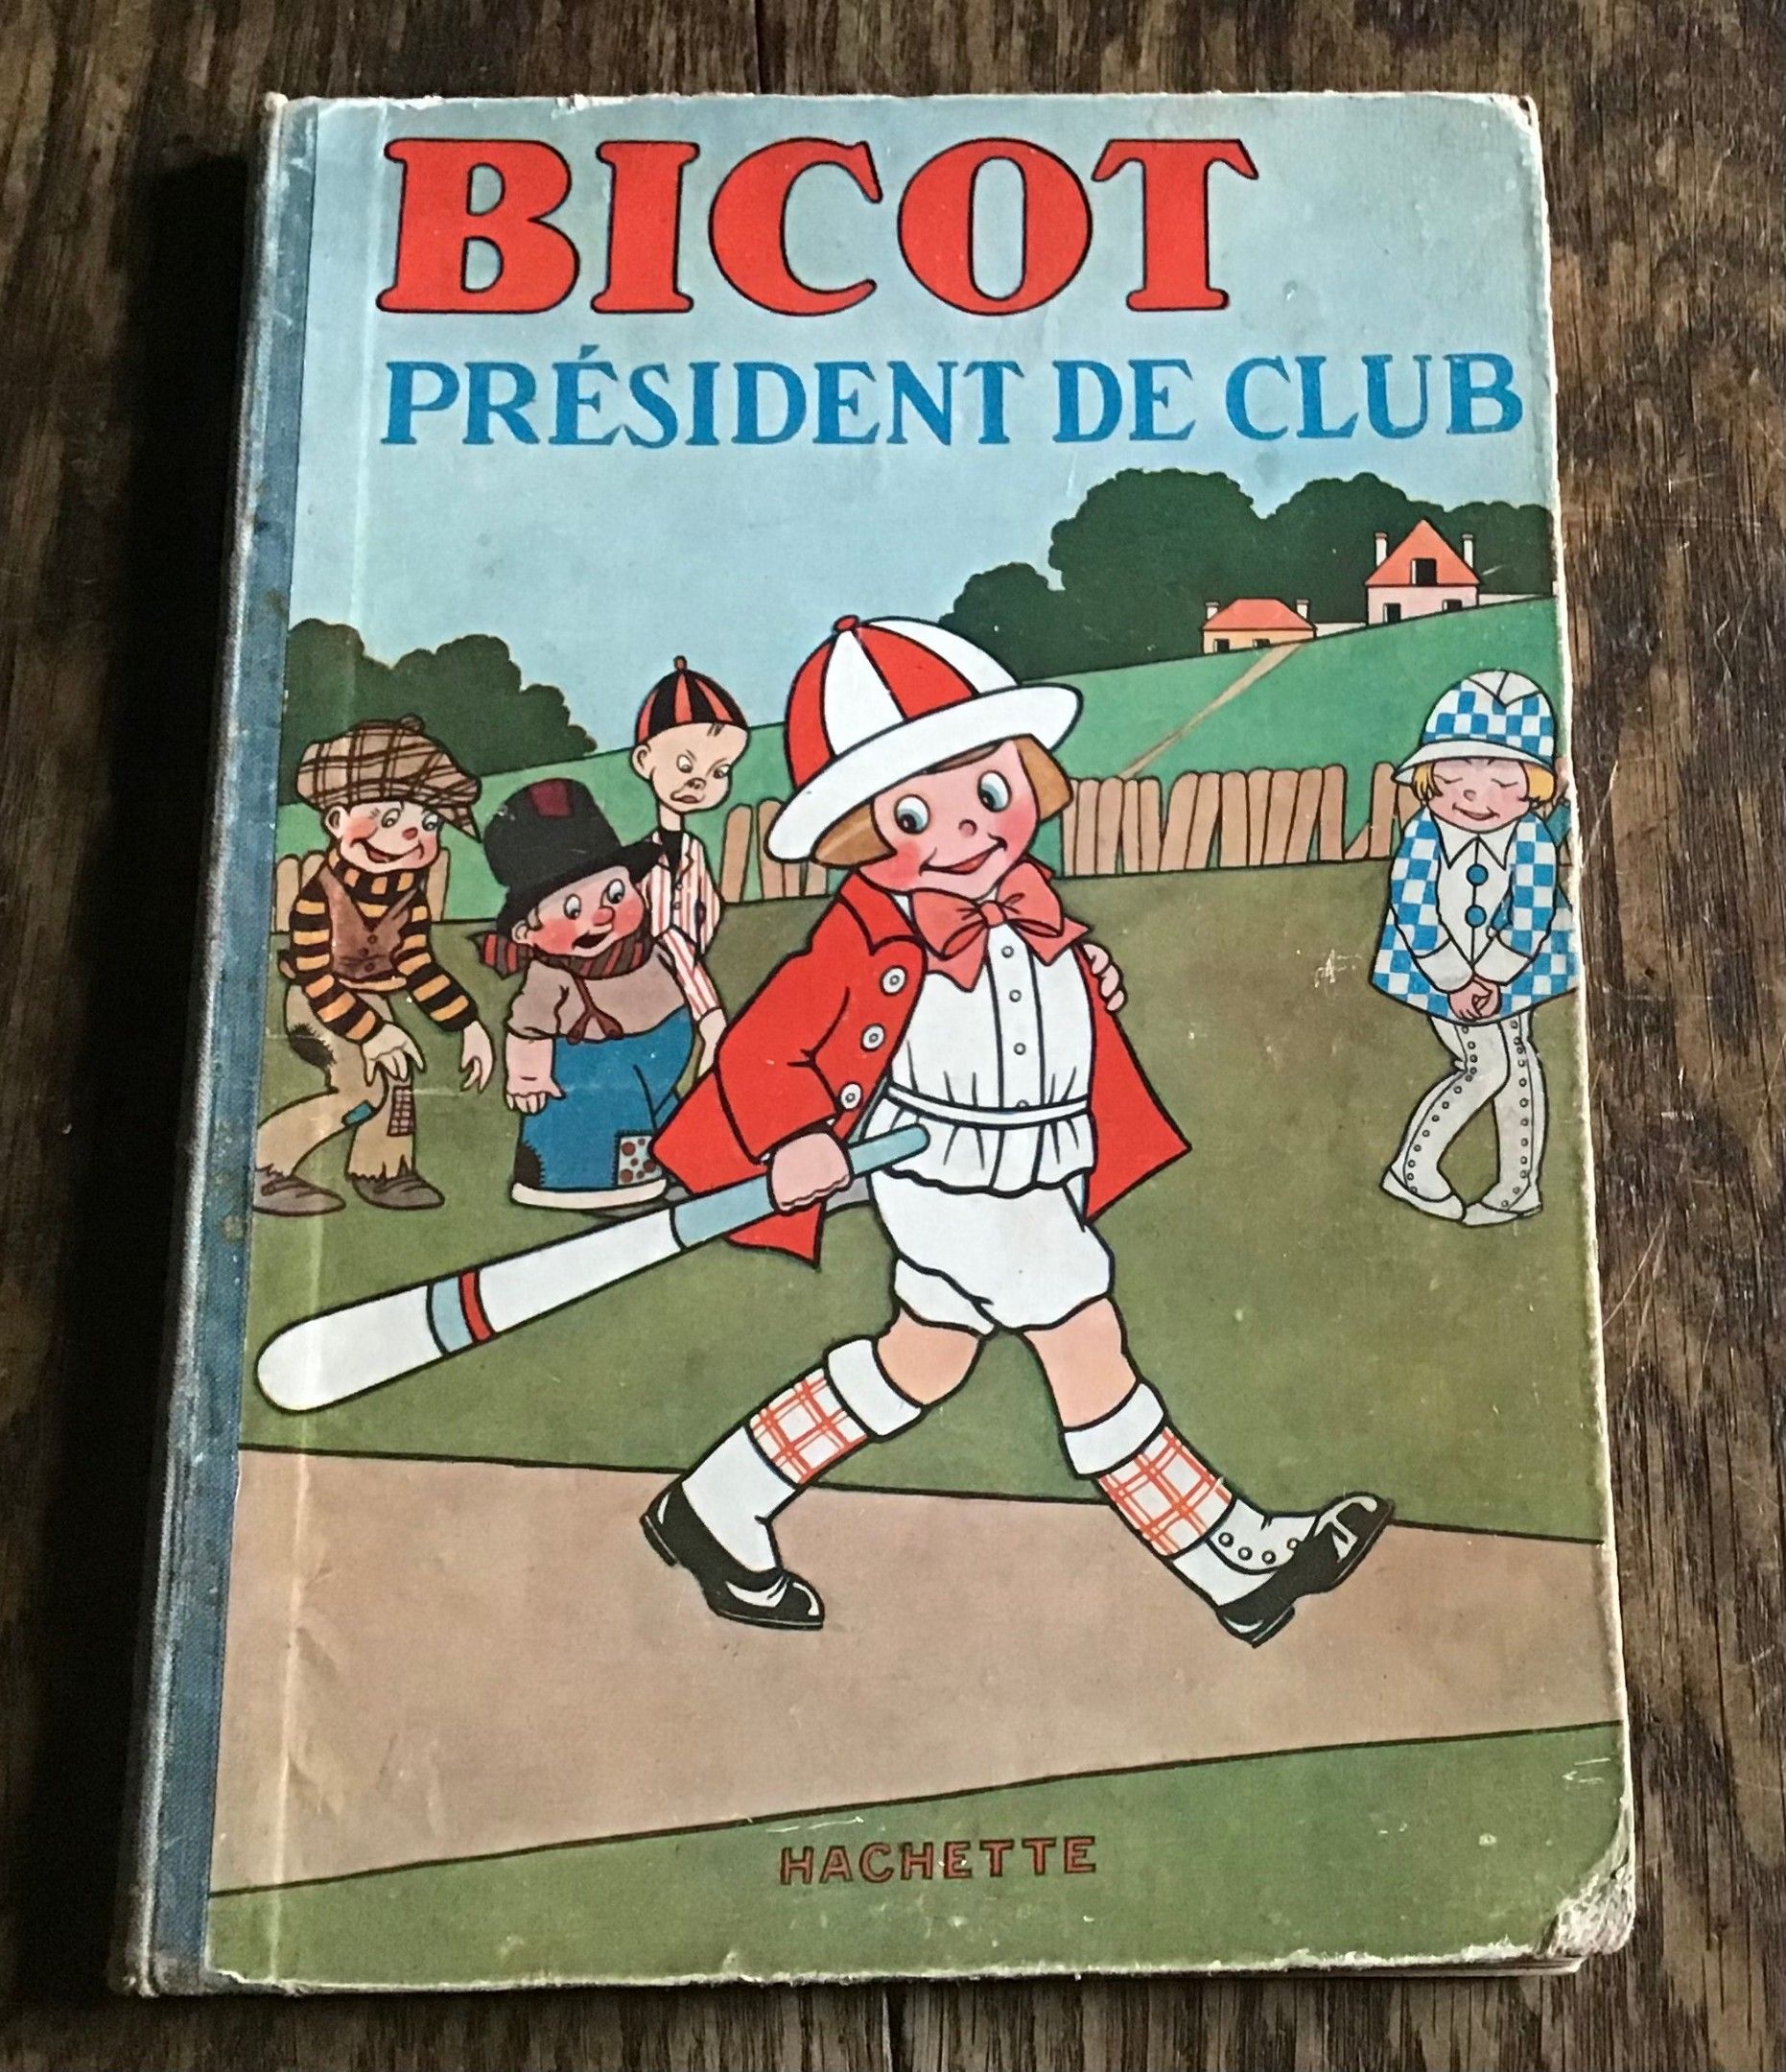 BICOT
PRÉSIDENT DE CLUB
HACHETTE